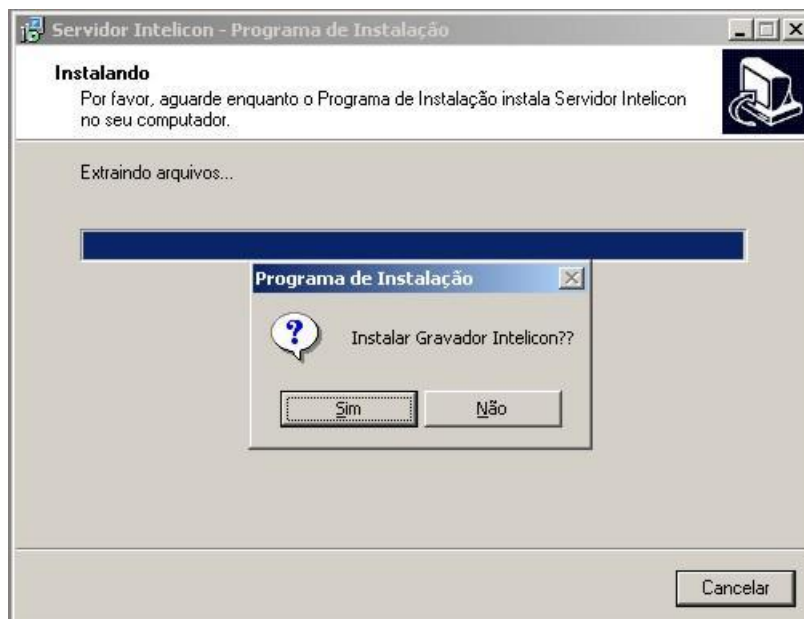 Servidor Intelicon - Programa de Instalação
Instalando
Por favor, aguarde enquanto o Programa de Instalação instala Servidor Intelicon
no seu computador.
Extraindo arquivos...
Programa de Instalação
?
Instalar Gravador Intelicon??
Sim
Não
Cancelar